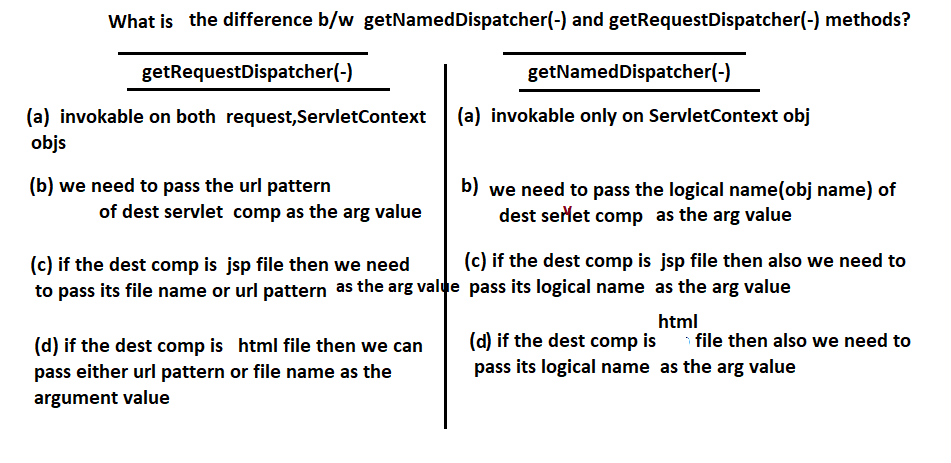 What is the difference b/w getNamedDispatcher(-) and getRequestDispatcher(-) methods?
getRequestDispatcher(-)
(a) invokable on both request,ServletContext
objs
(b) we need to pass the url pattern
of dest servlet comp as the arg value
(c) if the dest comp is jsp file then we need
to pass its file name or url pattern as the arg value
(d) if the dest comp is html file then we can
pass either url pattern or file name as the
argument value
getNamedDispatcher(-)
(a) invokable only on ServletContext obj
b) we need to pass the logical name(obj name) of
dest servlet comp as the arg value
(c) if the dest comp is jsp file then also we need to
pass its logical name as the arg value
(d) if the dest comp is html file then also we need to
pass its logical name as the arg value